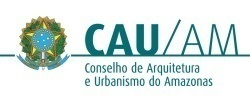 CAU/AM
Conselho de Arquitetura
e Urbanismo do Amazonas